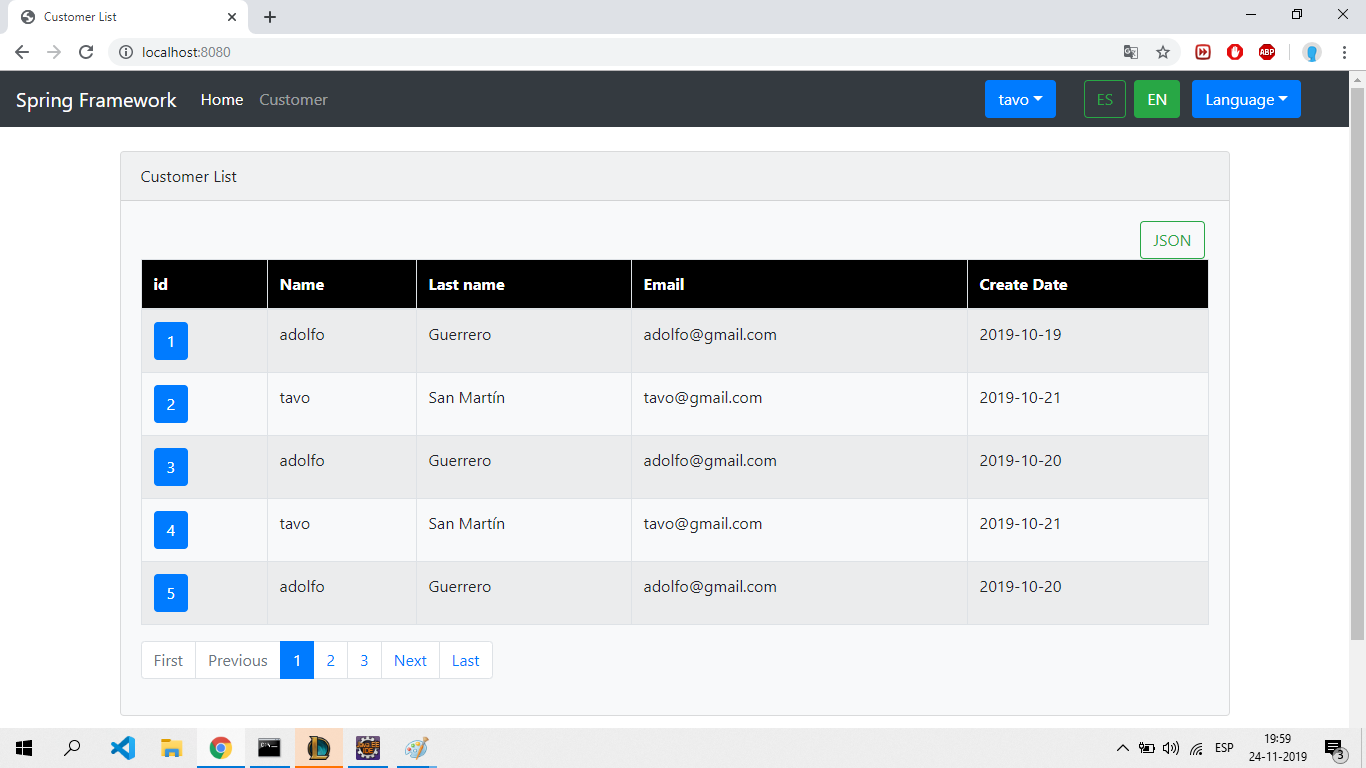 Customer List
localhost:8080
ABP
Spring Framework Home Customer tavo ES EN Language
Customer List
JSON
id Name Last name Email Create Date
1 adolfo Guerrero adolfo@gmail.com 2019-10-19
2 tavo San Martín tavo@gmail.com 2019-10-21
3 adolfo Guerrero adolfo@gmail.com 2019-10-20
4 tavo San Martín tavo@gmail.com 2019-10-21
5 adolfo Guerrero adolfo@gmail.com 2019-10-20
First Previous 1 2 3 Next Last
Java EE
IDE
ESP
19:59
24-11-2019
3